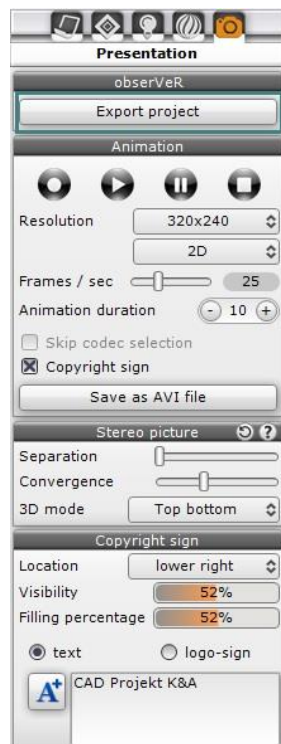 Presentation
obserVeR
Export project
Animation
Resolution 320x240
2D
Frames / sec 25
Animation duration - 10 +
Skip codec selection
Copyright sign
Save as AVI file
Stereo picture ?
Separation
Convergence
3D mode Top bottom
Copyright sign
Location lower right
Visibility 52%
Filling percentage 52%
text logo-sign
A+ CAD Projekt K&A